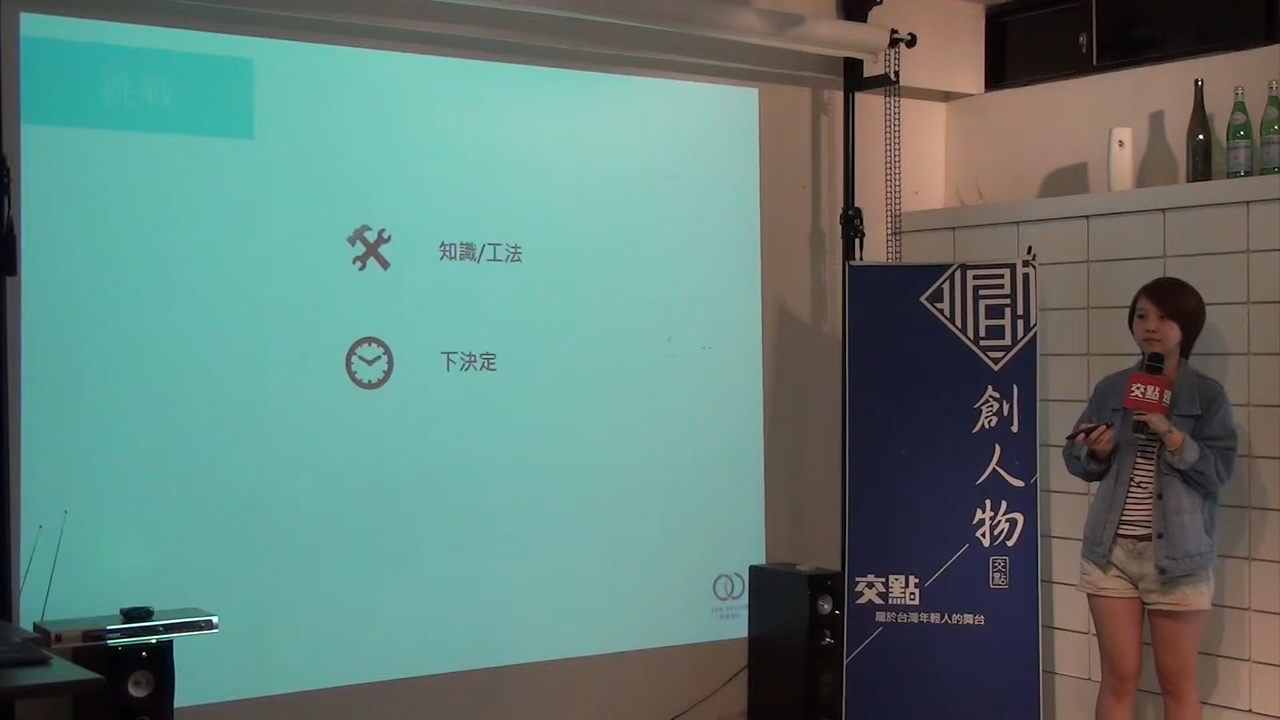 挑戰
知識/工法
下決定
創人物
交點
交點
屬於台灣年輕人的舞台
交點